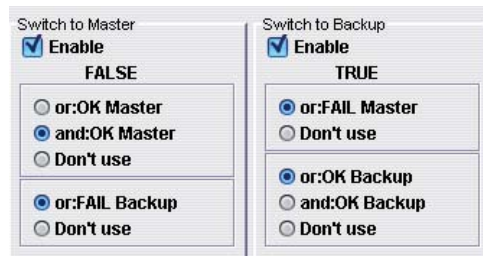 Switch to Master
Enable
FALSE
or:OK Master
and:OK Master
Don't use
or:FAIL Backup
Don't use
Switch to Backup
Enable
TRUE
or:FAIL Master
Don't use
or:OK Backup
and:OK Backup
Don't use